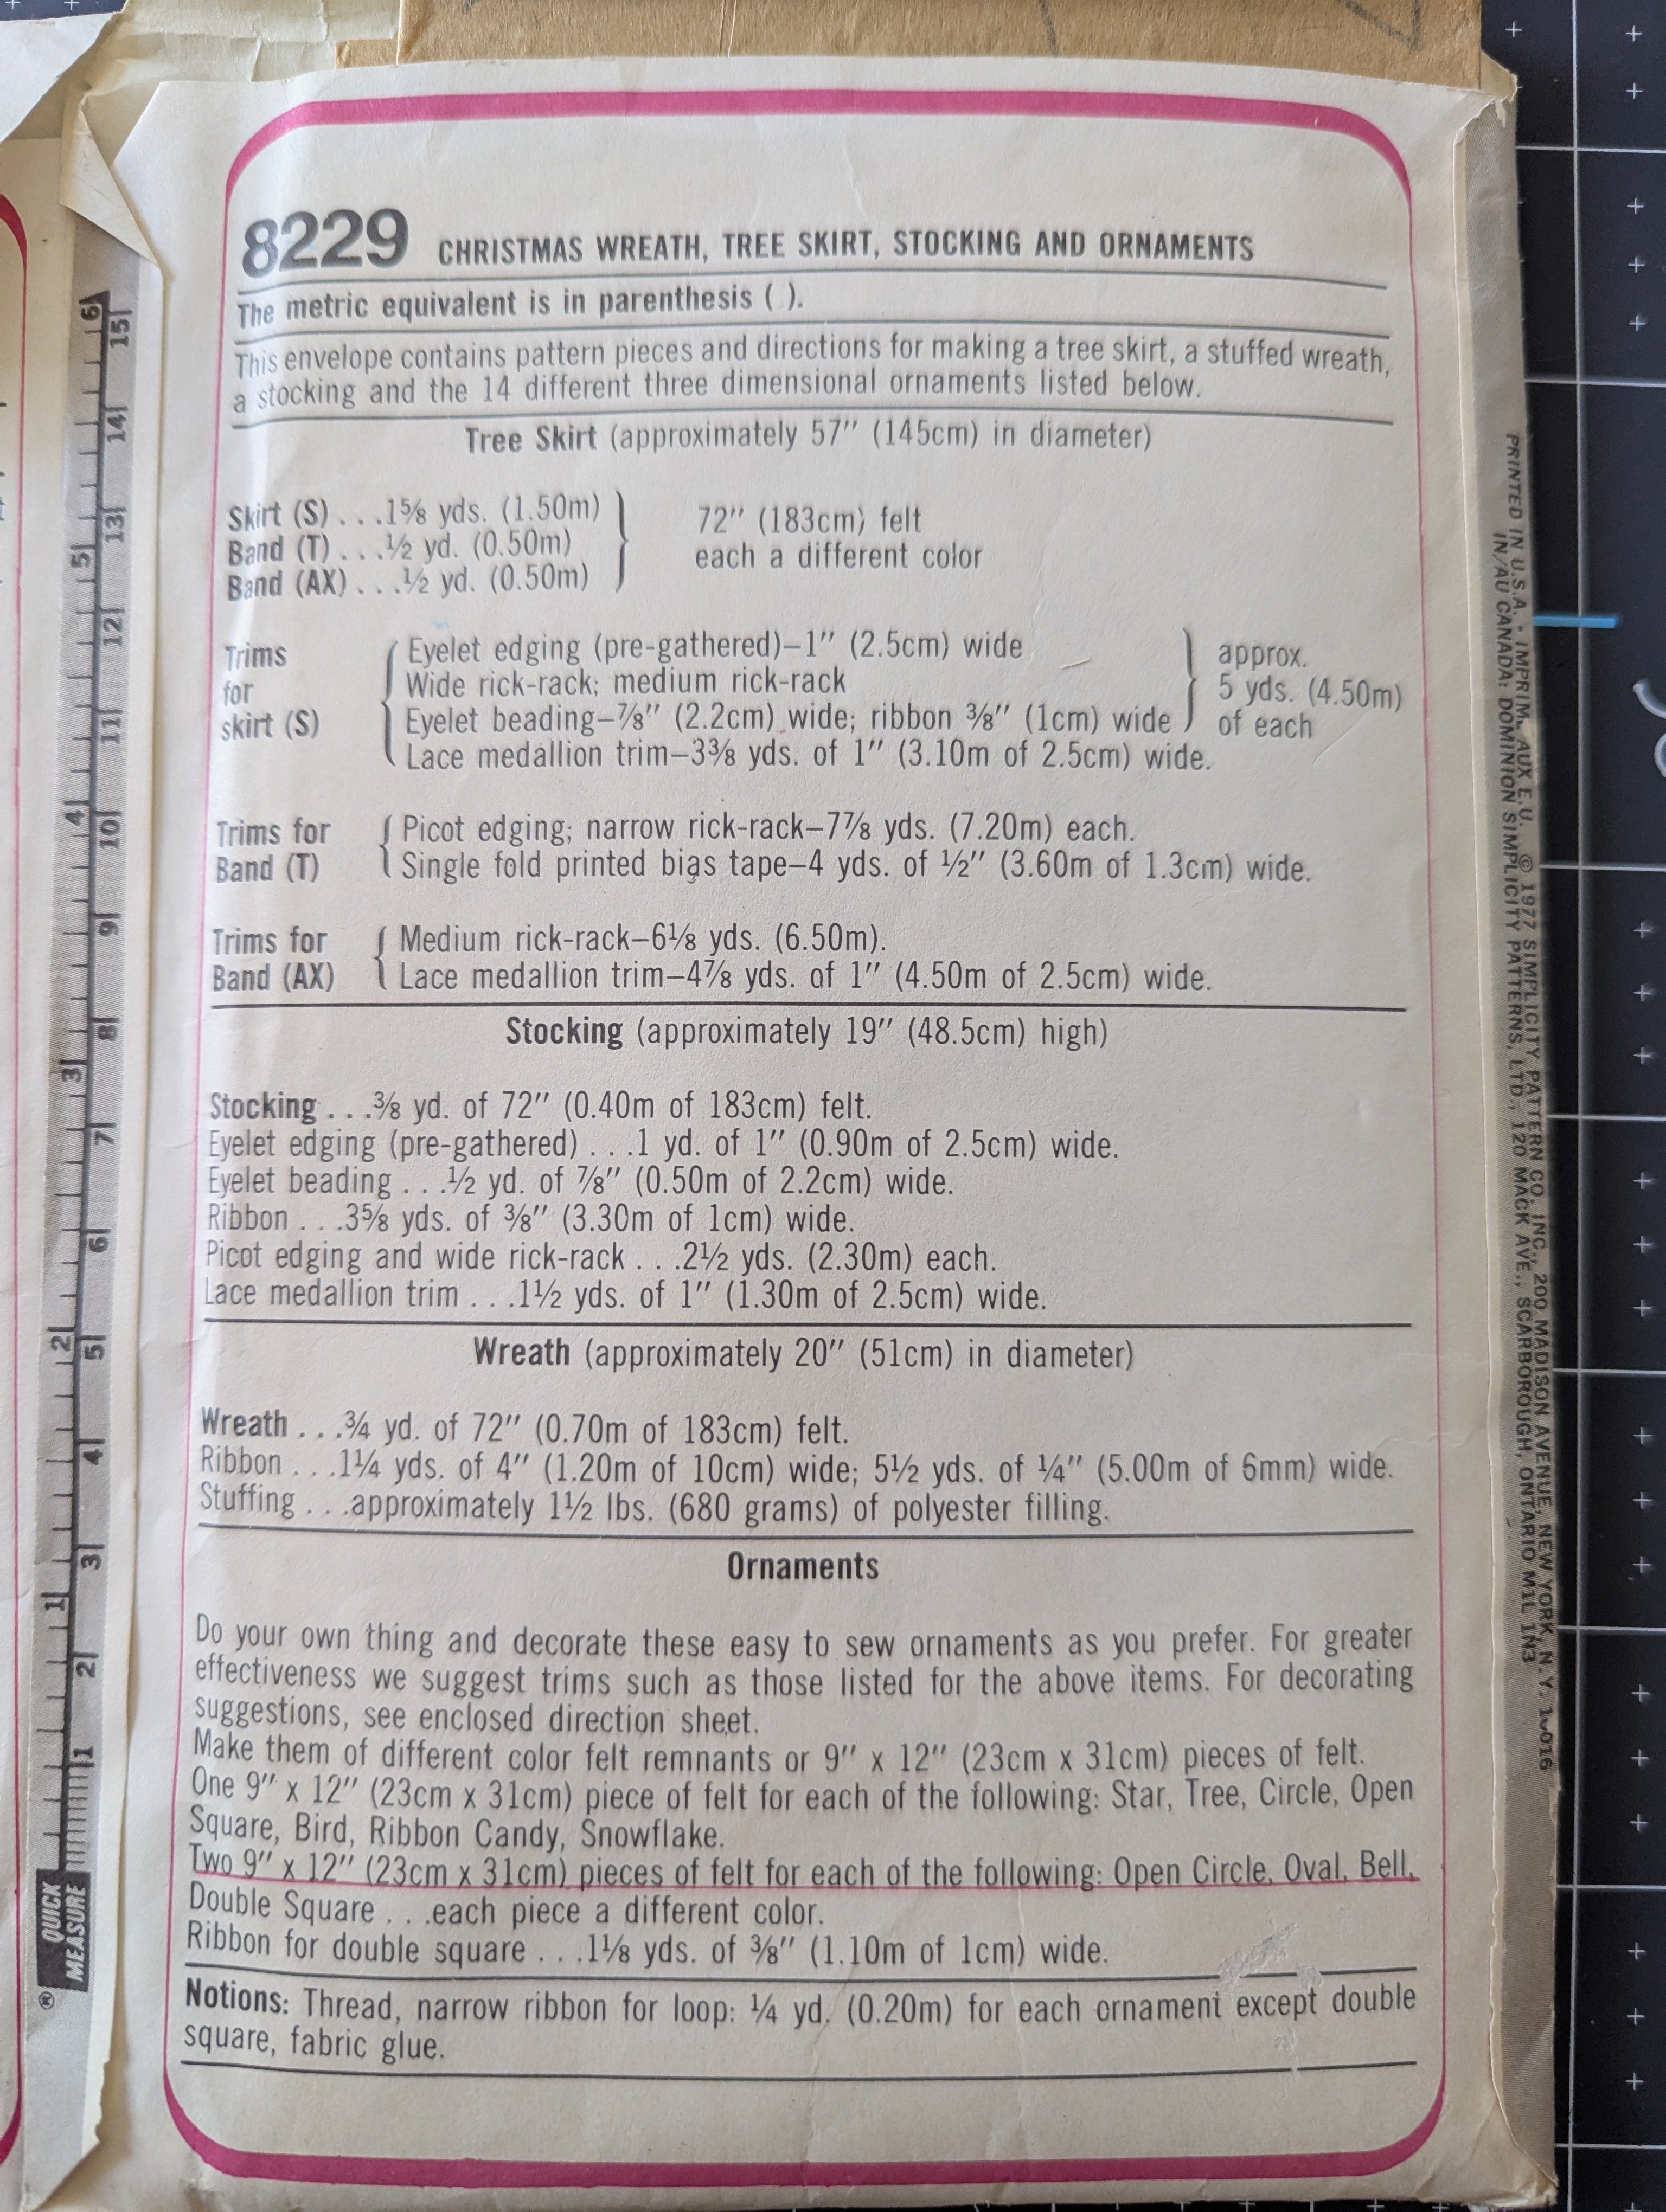 8229 CHRISTMAS WREATH, TREE SKIRT, STOCKING AND ORNAMENTS
The metric equivalent is in parenthesis ( ).
This envelope contains pattern pieces and directions for making a tree skirt, a stuffed wreath,
a stocking and the 14 different three dimensional ornaments listed below.
Tree Skirt (approximately 57″ (145cm) in diameter)
Skirt (S) . . .1⅝ yds. (1.50m)
Band (T) . . .½ yd. (0.50m)
Band (AX) . . .½ yd. (0.50m)
72″ (183cm) felt
each a different color
Trims
for
skirt (S)
Eyelet edging (pre-gathered)–1″ (2.5cm) wide
Wide rick-rack; medium rick-rack
Eyelet beading–⅞″ (2.2cm) wide; ribbon ⅜″ (1cm) wide
approx.
5 yds. (4.50m)
of each
Lace medallion trim–3⅜ yds. of 1″ (3.10m of 2.5cm) wide.
Trims for
Band (T)
Picot edging; narrow rick-rack–7⅞ yds. (7.20m) each.
Single fold printed bias tape–4 yds. of ½″ (3.60m of 1.3cm) wide.
Trims for
Band (AX)
Medium rick-rack–6⅛ yds. (6.50m).
Lace medallion trim–4⅞ yds. of 1″ (4.50m of 2.5cm) wide.
Stocking (approximately 19″ (48.5cm) high)
Stocking . . .⅜ yd. of 72″ (0.40m of 183cm) felt.
Eyelet edging (pre-gathered) . . .1 yd. of 1″ (0.90m of 2.5cm) wide.
Eyelet beading . . .½ yd. of ⅞″ (0.50m of 2.2cm) wide.
Ribbon . . .3⅝ yds. of ⅜″ (3.30m of 1cm) wide.
Picot edging and wide rick-rack . . .2½ yds. (2.30m) each.
Lace medallion trim . . .1½ yds. of 1″ (1.30m of 2.5cm) wide.
Wreath (approximately 20″ (51cm) in diameter)
Wreath . . .¾ yd. of 72″ (0.70m of 183cm) felt.
Ribbon . . .1¼ yds. of 4″ (1.20m of 10cm) wide; 5½ yds. of ¼″ (5.00m of 6mm) wide.
Stuffing . . .approximately 1½ lbs. (680 grams) of polyester filling.
Ornaments
Do your own thing and decorate these easy to sew ornaments as you prefer. For greater
effectiveness we suggest trims such as those listed for the above items. For decorating
suggestions, see enclosed direction sheet.
Make them of different color felt remnants or 9″ x 12″ (23cm x 31cm) pieces of felt.
One 9″ x 12″ (23cm x 31cm) piece of felt for each of the following: Star, Tree, Circle, Open
Square, Bird, Ribbon Candy, Snowflake.
Two 9″ x 12″ (23cm x 31cm) pieces of felt for each of the following: Open Circle, Oval, Bell,
Double Square . . .each piece a different color.
Ribbon for double square . . .1⅛ yds. of ⅜″ (1.10m of 1cm) wide.
Notions: Thread, narrow ribbon for loop: ¼ yd. (0.20m) for each ornament except double
square, fabric glue.
PRINTED IN U.S.A. - IMPRIM. AUX E.U. © 1977 SIMPLICITY PATTERN CO. INC., 200 MADISON AVENUE, NEW YORK, N.Y. 10016
IN/AU CANADA: DOMINION SIMPLICITY PATTERNS, LTD., 120 MACK AVE., SCARBOROUGH, ONTARIO M1L 1N3
QUICK
MEASURE
®
1 2 3 4 5 6
1 2 3 4 5 6 7 8 9 10 11 12 13 14 15